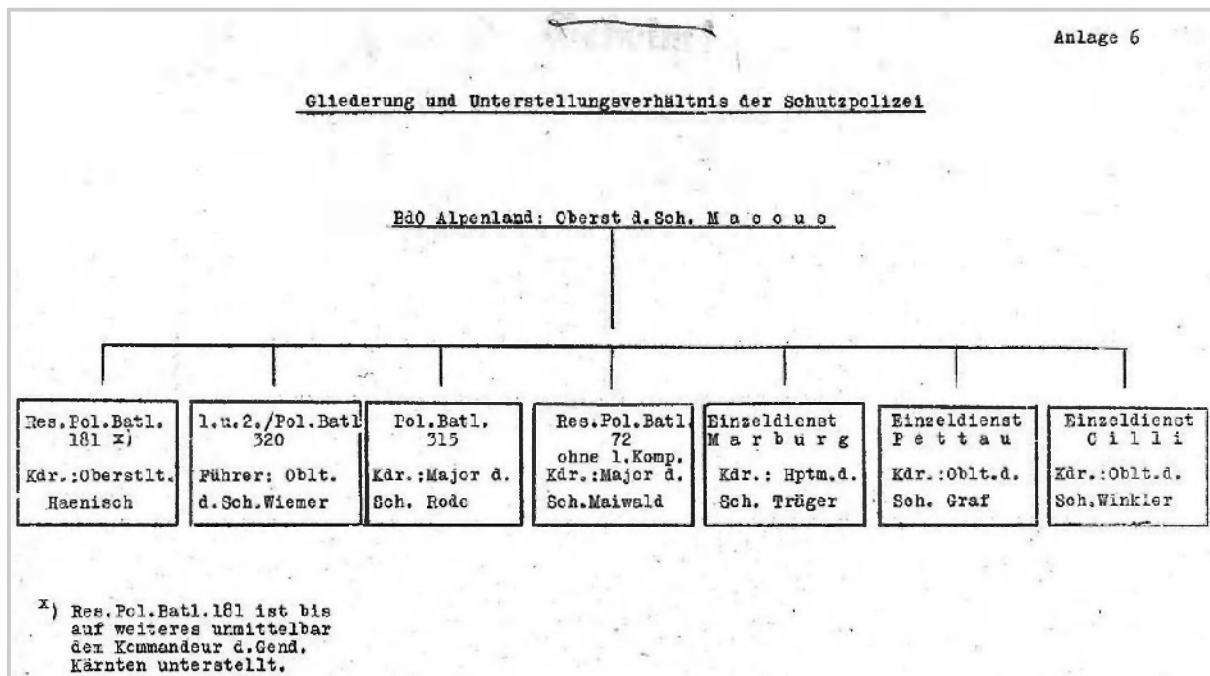 Anlage 6
Gliederung und Unterstellungsverhältnis der Schutzpolizei
BdO Alpenland: Oberst d.Sch.
Res.Pol.Batl.
181 x)
Kdr.:Oberstlt.
Haenisch
1.u.2./Pol.Batl
320
Führer: Oblt.
d.Sch.Wiemer
Pol.Batl.
315
Kdr.:Major d.
Sch. Rode
Res.Pol.Batl.
72
ohne 1.Komp.
Kdr.:Major d.
Sch.Maiwald
Einzeldienst
M a r b u r g
Kdr.: Hptm.d.
Sch. Träger
Einzeldienst
P e t t a u
Kdr.:Oblt.d.
Sch. Graf
Einzeldienst
C i l l i
Kdr.:Oblt.d.
Sch.Winkler
x) Res.Pol.Batl.181 ist bis
auf weiteres unmittelbar
dem Kommandeur d.Gend.
Kärnten unterstellt.